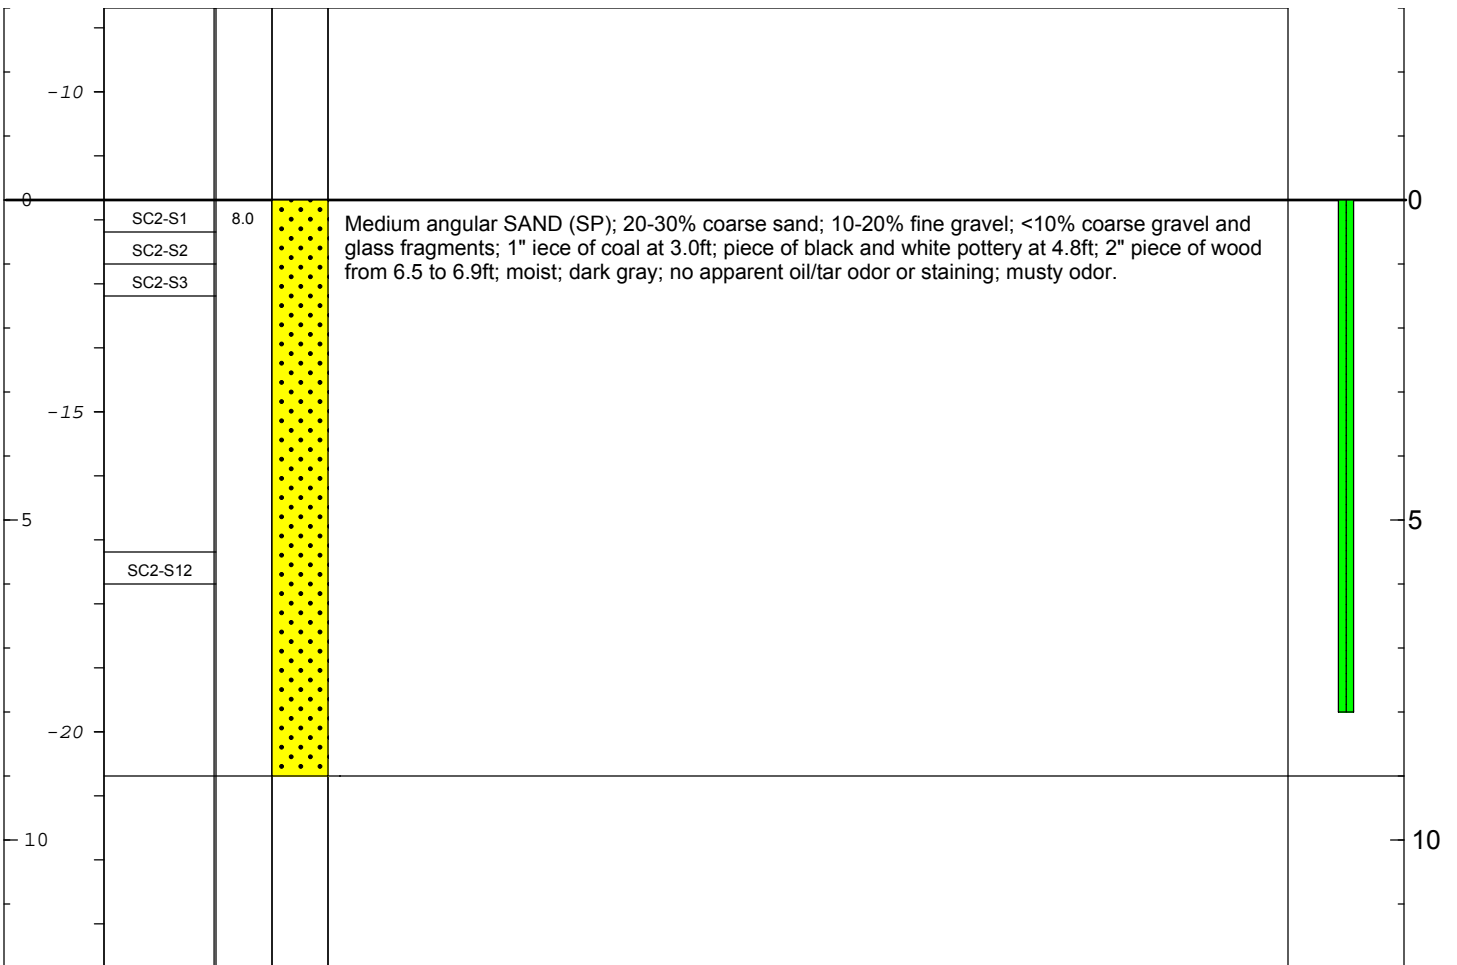 -10
0
0
SC2-S1
8.0
Medium angular SAND (SP); 20-30% coarse sand; 10-20% fine gravel; <10% coarse gravel and
SC2-S2
glass fragments; 1" iece of coal at 3.0ft; piece of black and white pottery at 4.8ft; 2" piece of wood
SC2-S3
from 6.5 to 6.9ft; moist; dark gray; no apparent oil/tar odor or staining; musty odor.
-15
5
5
SC2-S12
-20
10
10